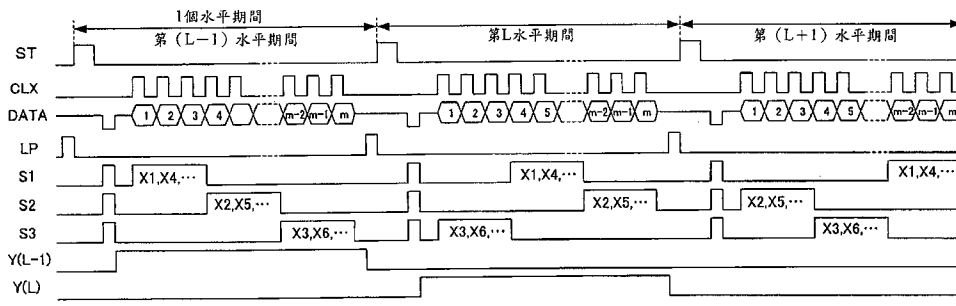 1個水平期間
第(L-1)水平期間 第L水平期間 第(L+1)水平期間
ST
CLX
DATA 1 2 3 4 m-2 m-1 m 1 2 3 4 5 m-2 m-1 m 1 2 3 4 5 m-2 m-1 m
LP
S1 X1,X4,⋯ X1,X4,⋯ X1,X4,⋯
S2 X2,X5,⋯ X2,X5,⋯ X2,X5,⋯
S3 X3,X6,⋯ X3,X6,⋯ X3,X6,⋯
Y(L-1)
Y(L)